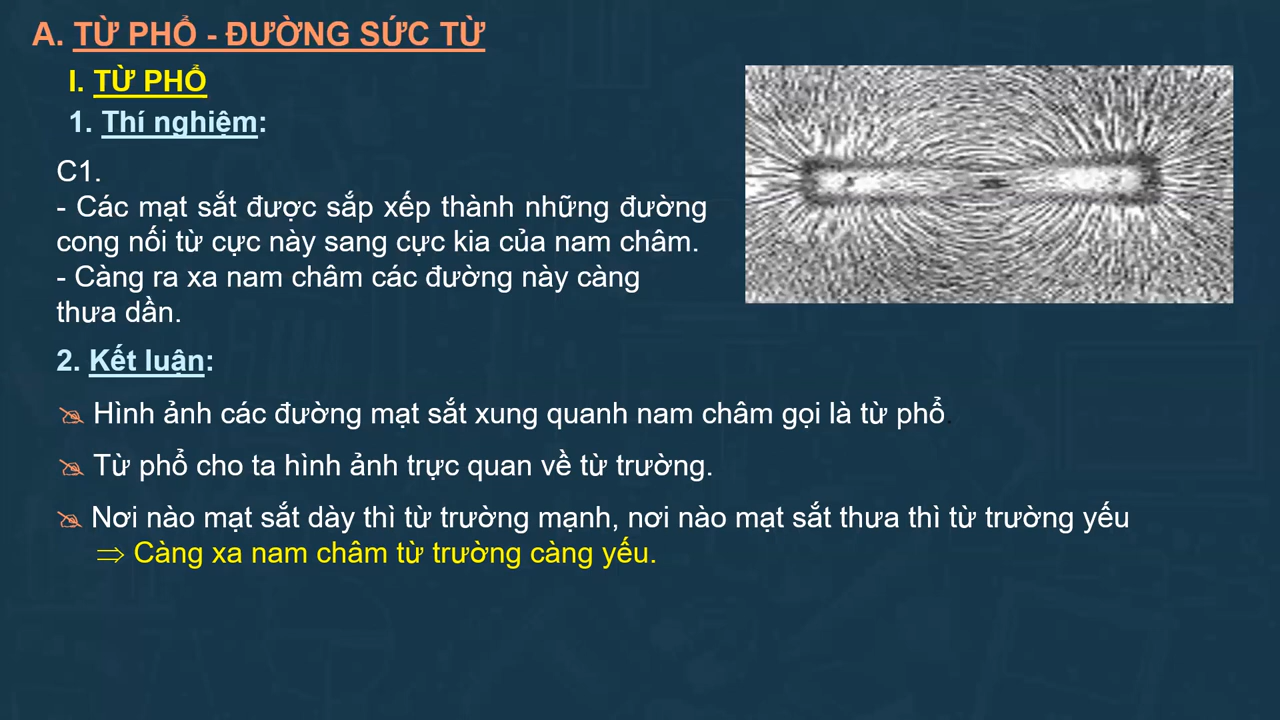 A. TỪ PHỔ - ĐƯỜNG SỨC TỪ
I. TỪ PHỔ
1. Thí nghiệm:
C1.
- Các mạt sắt được sắp xếp thành những đường
cong nối từ cực này sang cực kia của nam châm.
- Càng ra xa nam châm các đường này càng
thưa dần.
2. Kết luận:
Hình ảnh các đường mạt sắt xung quanh nam châm gọi là từ phổ.
Từ phổ cho ta hình ảnh trực quan về từ trường.
Nơi nào mạt sắt dày thì từ trường mạnh, nơi nào mạt sắt thưa thì từ trường yếu
⇒ Càng xa nam châm từ trường càng yếu.